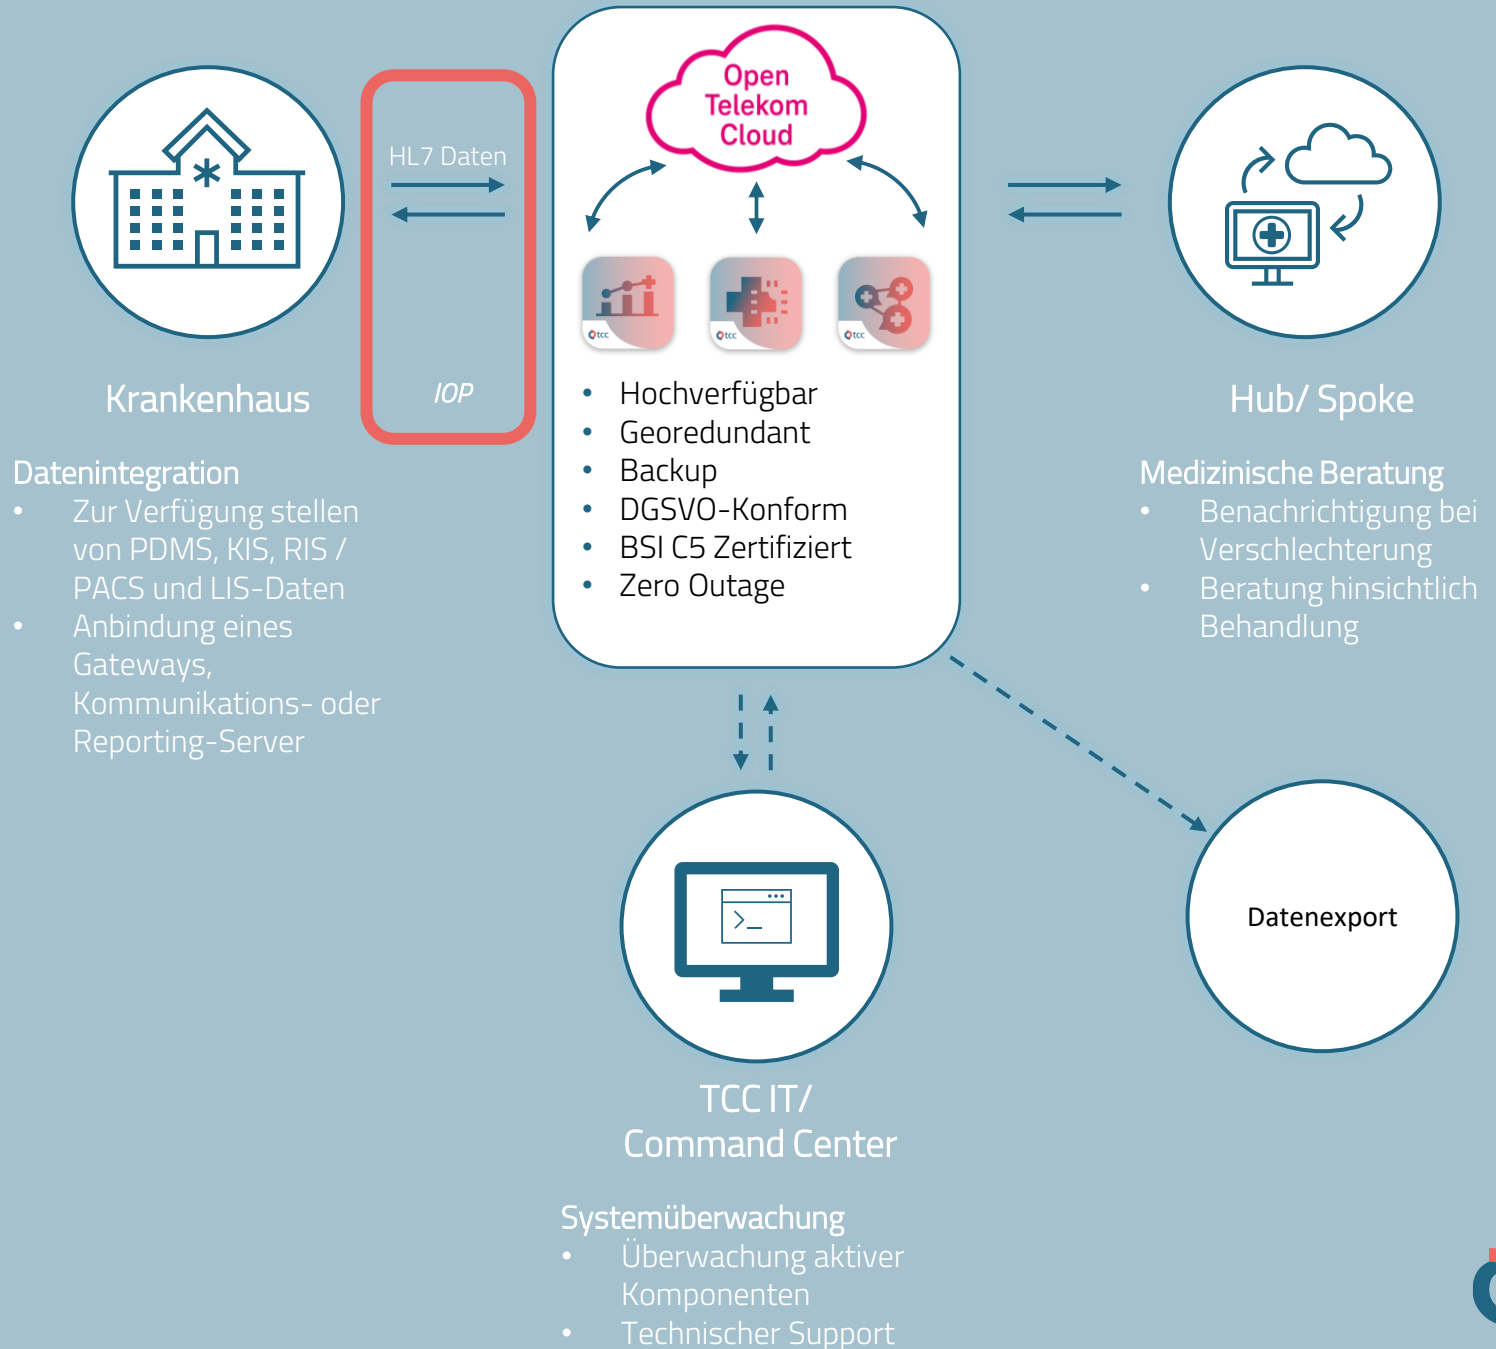 Open
Telekom
Cloud
HL7 Daten
IOP
tcc
tcc
tcc
• Hochverfügbar
• Georedundant
• Backup
• DGSVO-Konform
• BSI C5 Zertifiziert
• Zero Outage
Krankenhaus
Datenintegration
• Zur Verfügung stellen
von PDMS, KIS, RIS /
PACS und LIS-Daten
• Anbindung eines
Gateways,
Kommunikations- oder
Reporting-Server
Hub/ Spoke
Medizinische Beratung
• Benachrichtigung bei
Verschlechterung
• Beratung hinsichtlich
Behandlung
>_
Datenexport
TCC IT/
Command Center
Systemüberwachung
• Überwachung aktiver
Komponenten
• Technischer Support